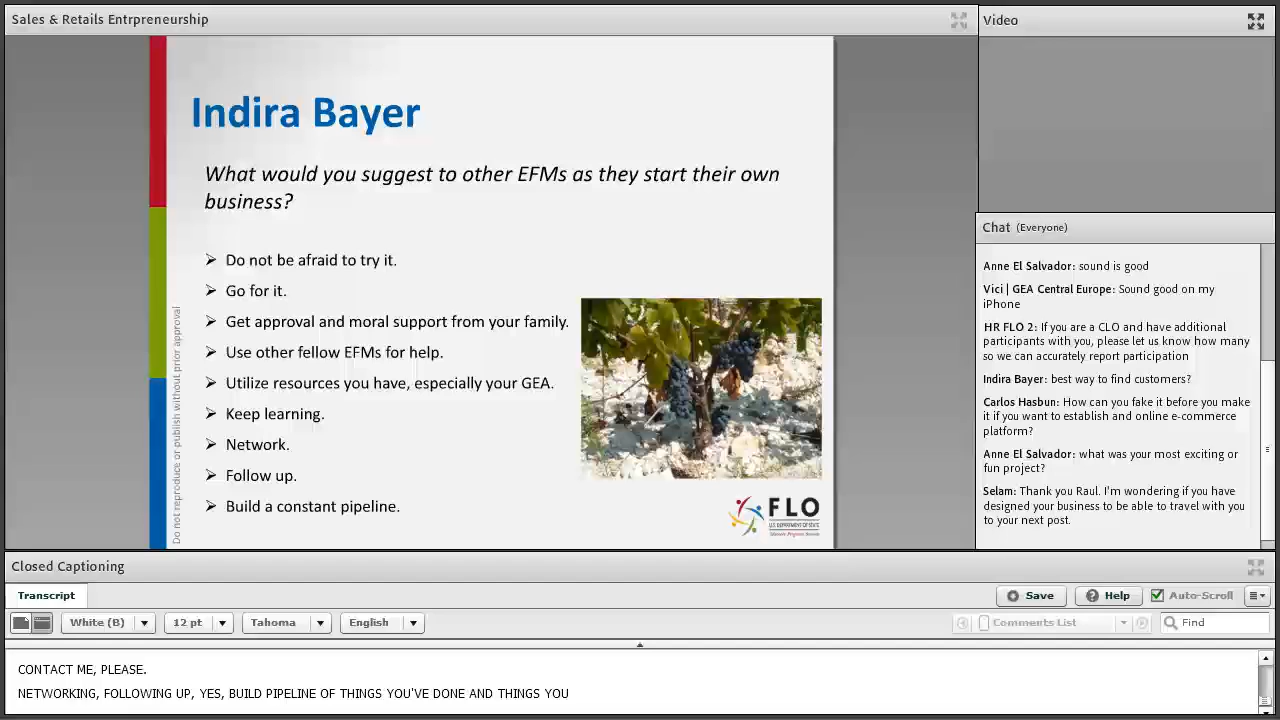 Sales & Retails Entrpreneurship
Indira Bayer
What would you suggest to other EFMs as they start their own
business?
Do not be afraid to try it.
Go for it.
Get approval and moral support from your family.
Use other fellow EFMs for help.
Utilize resources you have, especially your GEA.
Keep learning.
Network.
Follow up.
Build a constant pipeline.
Do not reproduce or publish without prior approval
FLO
U.S. DEPARTMENT OF STATE
Video
Chat (Everyone)
Anne El Salvador: sound is good
Vici | GEA Central Europe: Sound good on my
iPhone
HR FLO 2: If you are a CLO and have additional
participants with you, please let us know how many
so we can accurately report participation
Indira Bayer: best way to find customers?
Carlos Hasbun: How can you fake it before you make
it if you want to establish and online e-commerce
platform?
Anne El Salvador: what was your most exciting or
fun project?
Selam: Thank you Raul. I'm wondering if you have
designed your business to be able to travel with you
to your next post.
Closed Captioning
Transcript
Save
Help
Auto-Scroll
White (B)
12 pt
Tahoma
English
Comments List
Find
CONTACT ME, PLEASE.
NETWORKING, FOLLOWING UP, YES, BUILD PIPELINE OF THINGS YOU'VE DONE AND THINGS YOU